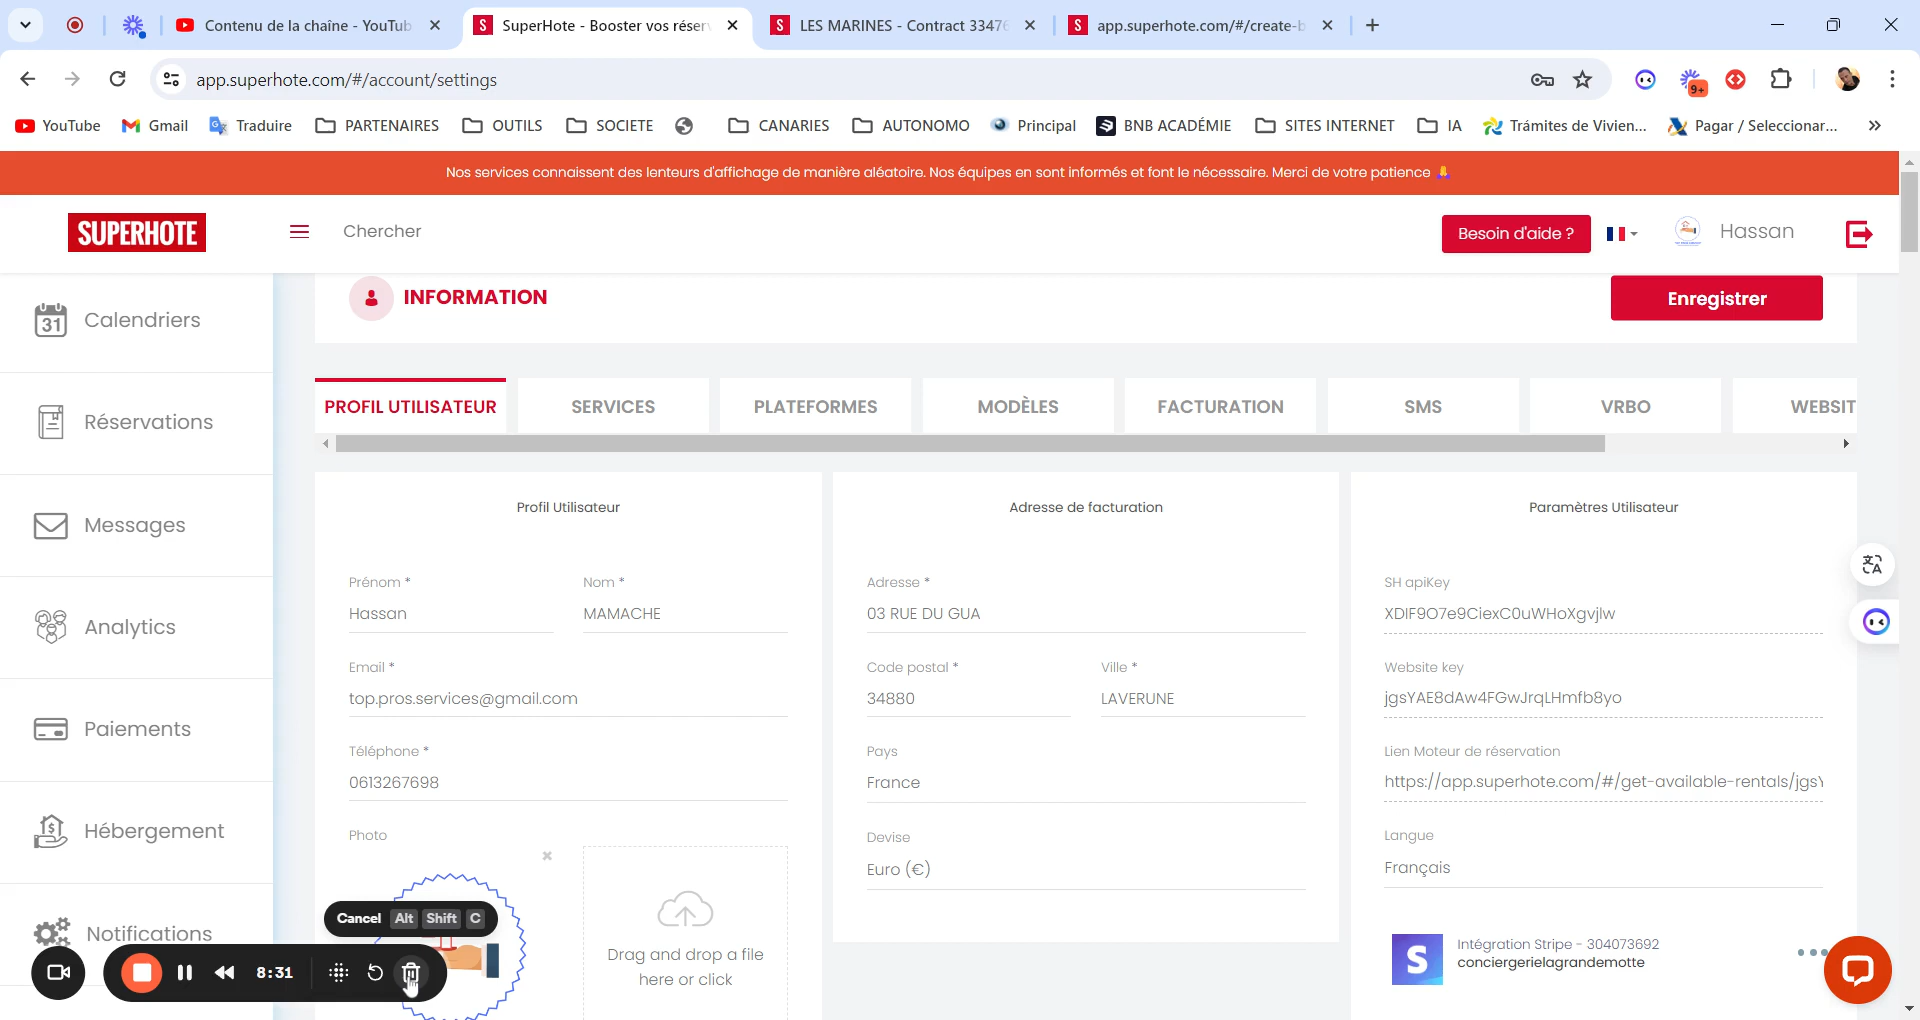 Contenu de la chaîne - YouTub
SuperHote - Booster vos réser
LES MARINES - Contract 33476
app.superhote.com/#/create-b
app.superhote.com/#/account/settings
9+
YouTube
Gmail
Traduire
PARTENAIRES
OUTILS
SOCIETE
CANARIES
AUTONOMO
Principal
BNB ACADÉMIE
SITES INTERNET
IA
Trámites de Vivien...
Pagar / Seleccionar...
Nos services connaissent des lenteurs d'affichage de manière aléatoire. Nos équipes en sont informés et font le nécessaire. Merci de votre patience 🙏
SUPERHOTE
Chercher
Besoin d'aide ?
Hassan
INFORMATION
Enregistrer
31
Calendriers
Réservations
Messages
Analytics
Paiements
Hébergement
Notifications
PROFIL UTILISATEUR
SERVICES
PLATEFORMES
MODÈLES
FACTURATION
SMS
VRBO
WEBSIT
Profil Utilisateur
Prénom *
Nom *
Hassan
MAMACHE
Email *
top.pros.services@gmail.com
Téléphone *
0613267698
Photo
Drag and drop a file
here or click
Adresse de facturation
Adresse *
03 RUE DU GUA
Code postal *
Ville *
34880
LAVERUNE
Pays
France
Devise
Euro (€)
Paramètres Utilisateur
SH apiKey
XDIF9O7e9CiexC0uWHoXgvjlw
Website key
jgsYAE8dAw4FGwJrqLHmfb8yo
Lien Moteur de réservation
https://app.superhote.com/#/get-available-rentals/jgsY
Langue
Français
S
Intégration Stripe - 304073692
conciergerielagrandemotte
Cancel Alt Shift C
8:31